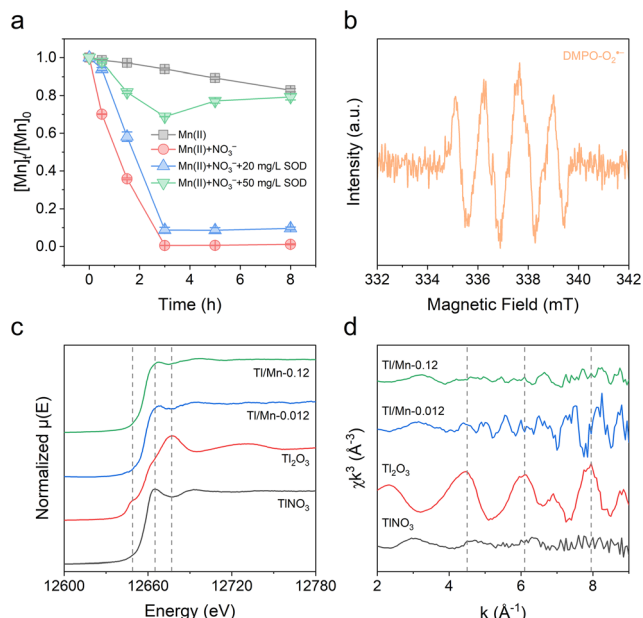 a
[Mn]t/[Mn]0
1.0
0.8
0.6
0.4
0.2
0.0
Mn(II)
Mn(II)+NO₃⁻
Mn(II)+NO₃⁻+20 mg/L SOD
Mn(II)+NO₃⁻+50 mg/L SOD
0 2 4 6 8
Time (h)
b
DMPO-O₂•⁻
Intensity (a.u.)
332 334 336 338 340 342
Magnetic Field (mT)
c
Normalized μ(E)
Tl/Mn-0.12
Tl/Mn-0.012
Tl₂O₃
TlNO₃
12600 12660 12720 12780
Energy (eV)
d
χk³ (Å⁻³)
Tl/Mn-0.12
Tl/Mn-0.012
Tl₂O₃
TlNO₃
2 4 6 8
k (Å⁻¹)